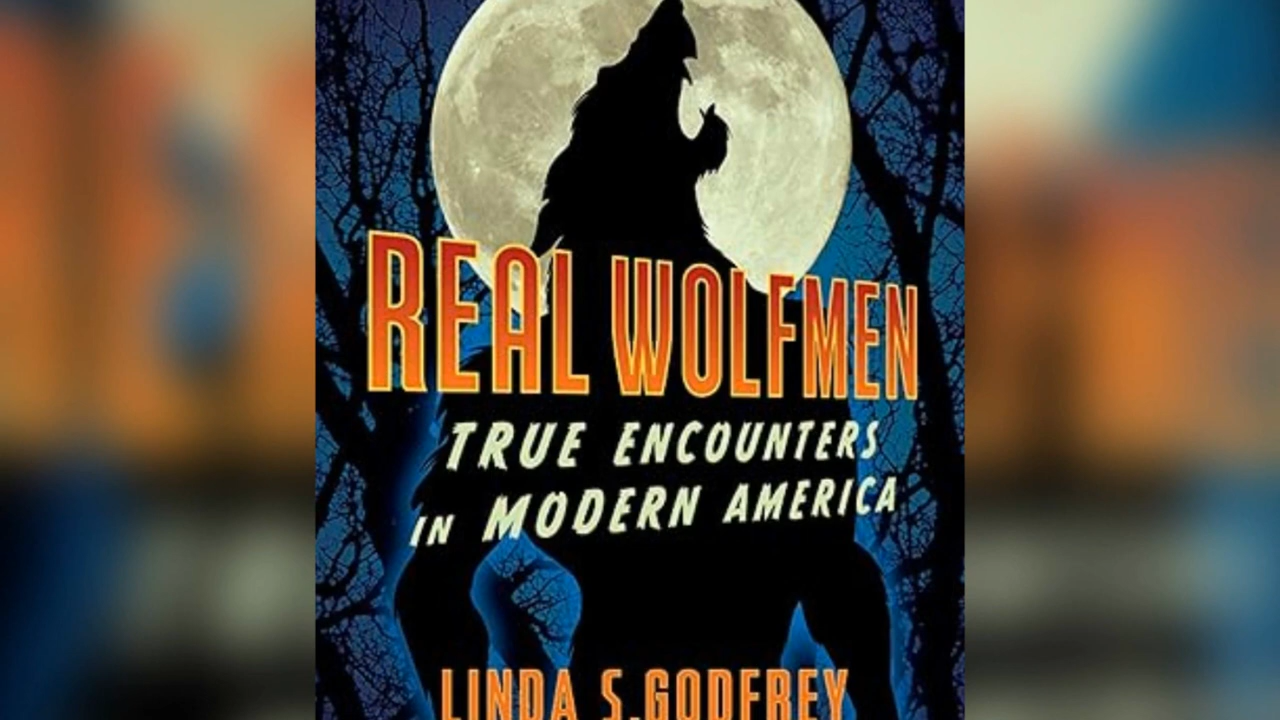 REAL WOLFMEN
TRUE ENCOUNTERS
IN MODERN AMERICA
LINDA S.GODFREY